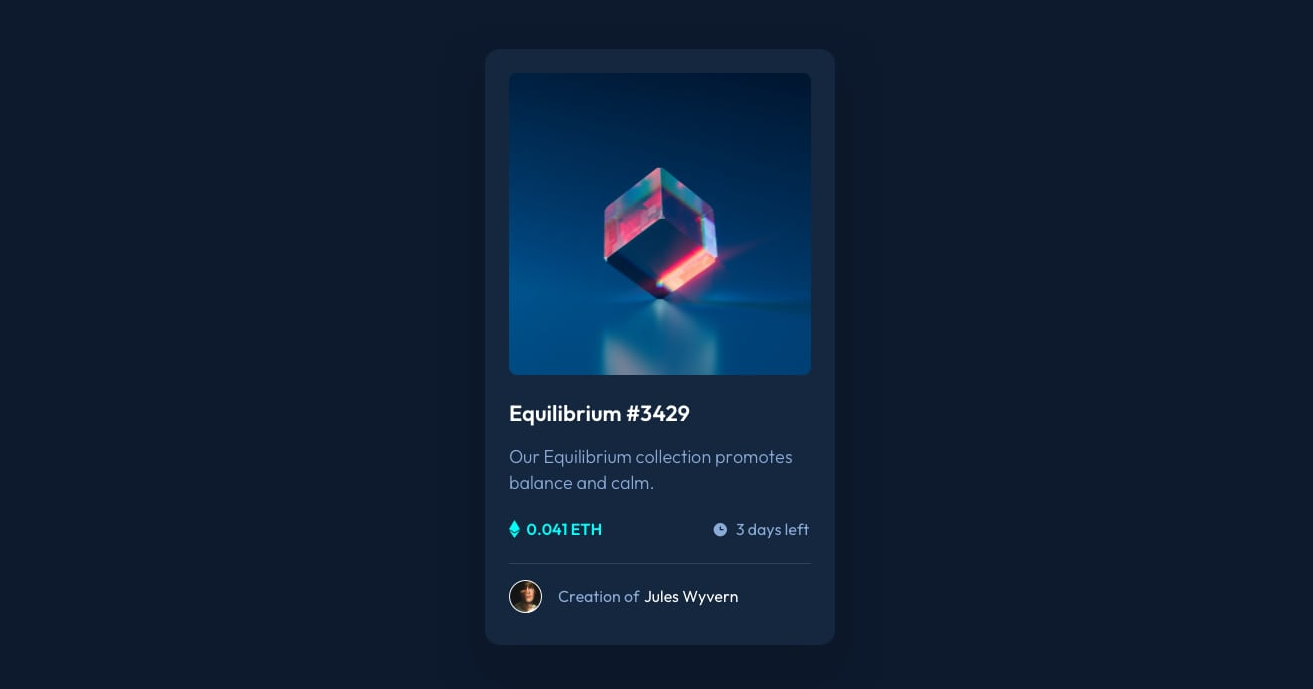 Equilibrium #3429
Our Equilibrium collection promotes
balance and calm.
0.041 ETH
3 days left
Creation of Jules Wyvern